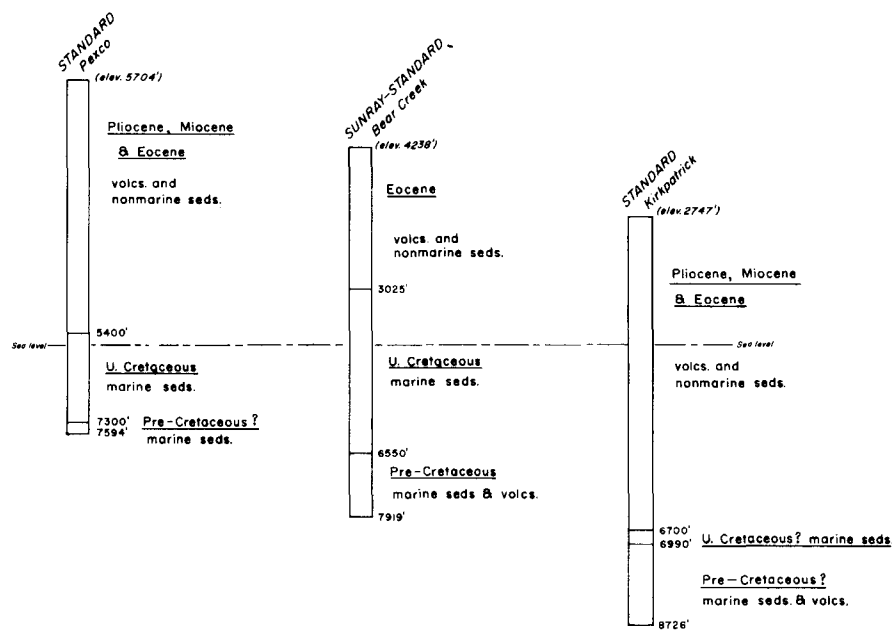 STANDARD
Pexco
(elev. 5704')
Pliocene, Miocene
& Eocene
volcs. and
nonmarine seds.
5400'
Sea level
U. Cretaceous
marine seds.
7300'
Pre-Cretaceous?
7594'
marine seds.
SUNRAY-STANDARD
Bear Creek
(elev. 4238')
Eocene
volcs. and
nonmarine seds.
3025'
U. Cretaceous
marine seds.
6550'
Pre-Cretaceous
marine seds & volcs.
7919'
STANDARD
Kirkpatrick
(elev. 2747')
Pliocene, Miocene
& Eocene
Sea level
volcs. and
nonmarine seds.
6700'
6990' U. Cretaceous? marine seds
Pre-Cretaceous?
marine seds. & volcs.
8726'